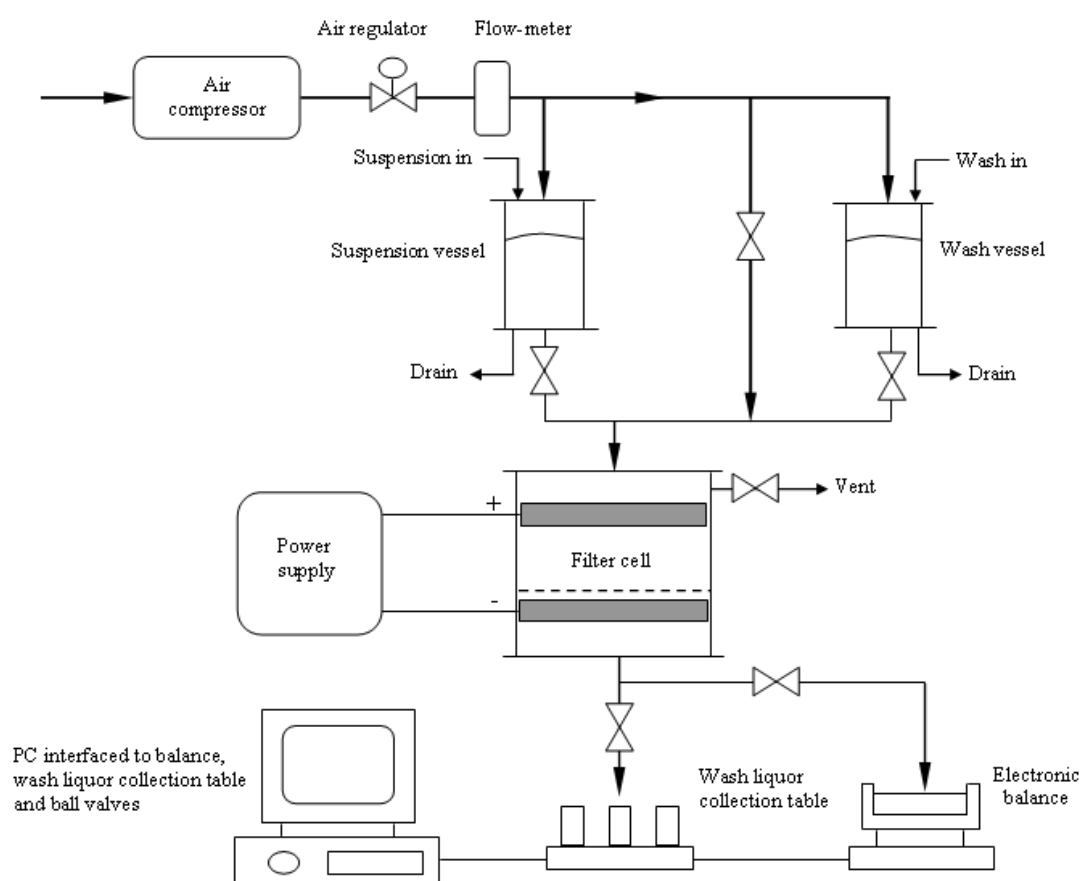 Air regulator
Flow-meter
Air
compressor
Suspension in
Wash in
Suspension vessel
Wash vessel
Drain
Drain
Vent
+
Power
supply
Filter cell
-
PC interfaced to balance,
wash liquor collection table
and ball valves
Wash liquor
collection table
Electronic
balance